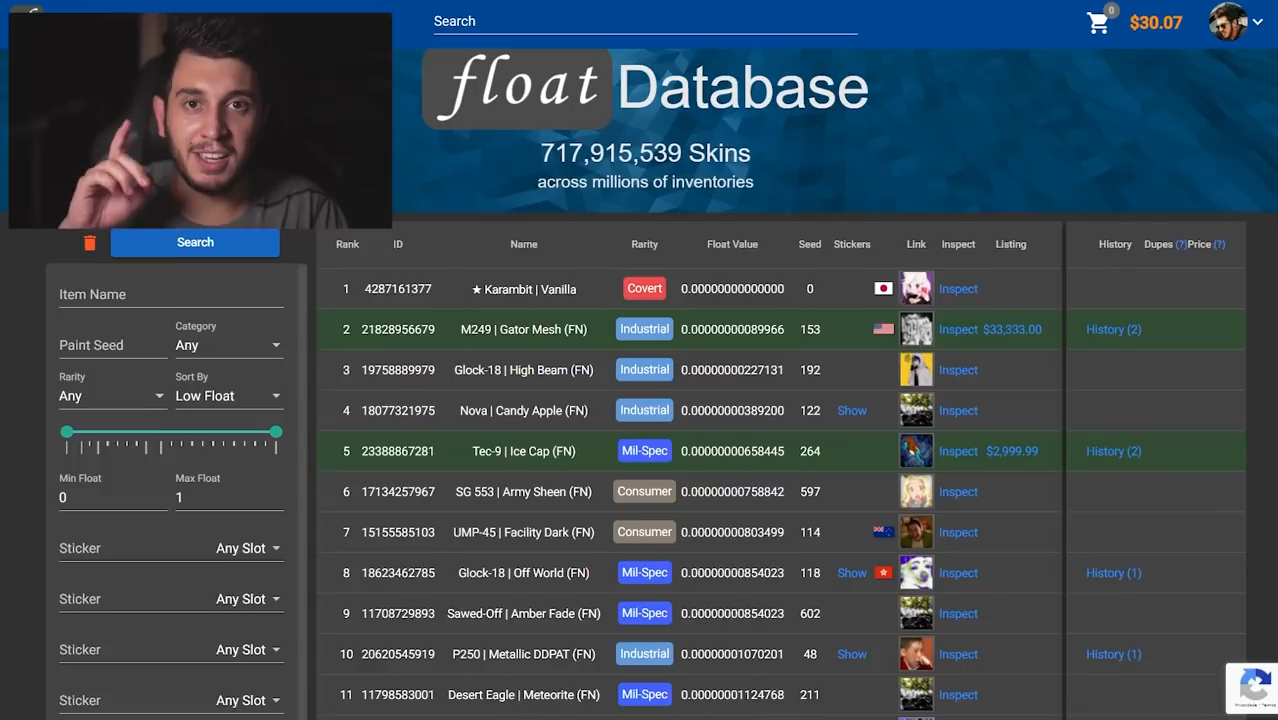 Search
0
$30.07
float Database
717,915,539 Skins
across millions of inventories
Search
Item Name
Paint Seed
Category
Any
Rarity
Any
Sort By
Low Float
Min Float
0
Max Float
1
Sticker Any Slot
Sticker Any Slot
Sticker Any Slot
Sticker Any Slot
Rank ID Name Rarity Float Value Seed Stickers Link Inspect Listing History Dupes (?) Price (?)
1 4287161377 ★ Karambit | Vanilla Covert 0.00000000000000 0 Inspect
2 21828956679 M249 | Gator Mesh (FN) Industrial 0.00000000089966 153 Inspect $33,333.00 History (2)
3 19758889979 Glock-18 | High Beam (FN) Industrial 0.00000000227131 192 Inspect
4 18077321975 Nova | Candy Apple (FN) Industrial 0.00000000389200 122 Show Inspect
5 23388867281 Tec-9 | Ice Cap (FN) Mil-Spec 0.00000000658445 264 Inspect $2,999.99 History (2)
6 17134257967 SG 553 | Army Sheen (FN) Consumer 0.00000000758842 597 Inspect
7 15155585103 UMP-45 | Facility Dark (FN) Consumer 0.00000000803499 114 Inspect
8 18623462785 Glock-18 | Off World (FN) Mil-Spec 0.00000000854023 118 Show Inspect History (1)
9 11708729893 Sawed-Off | Amber Fade (FN) Mil-Spec 0.00000000854023 602 Inspect
10 20620545919 P250 | Metallic DDPAT (FN) Industrial 0.00000001070201 48 Show Inspect History (1)
11 11798583001 Desert Eagle | Meteorite (FN) Mil-Spec 0.00000001124768 211 Inspect